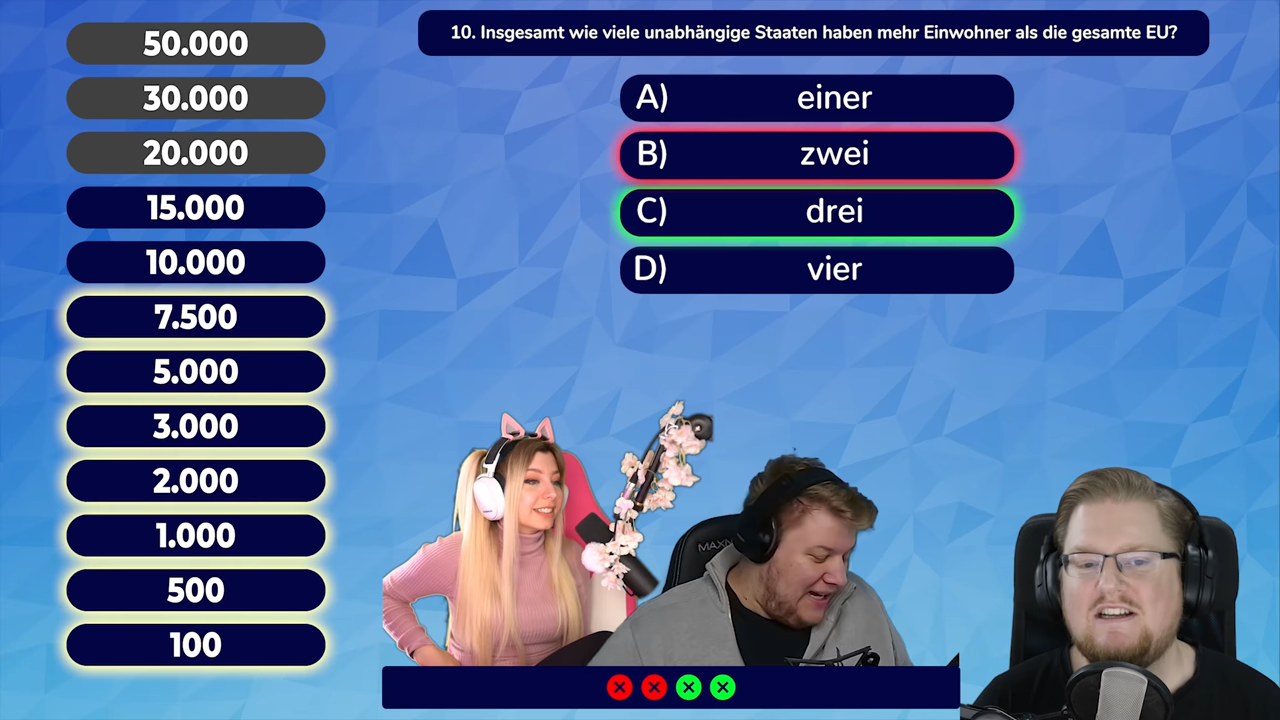 10. Insgesamt wie viele unabhängige Staaten haben mehr Einwohner als die gesamte EU?
A) einer
B) zwei
C) drei
D) vier
50.000
30.000
20.000
15.000
10.000
7.500
5.000
3.000
2.000
1.000
500
100
MAXN